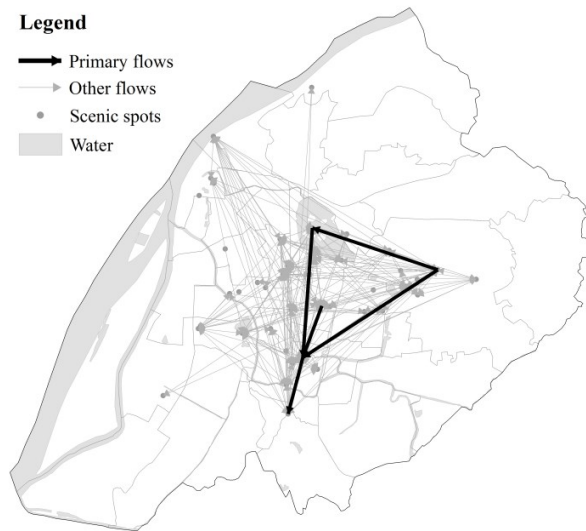 Legend
Primary flows
Other flows
Scenic spots
Water